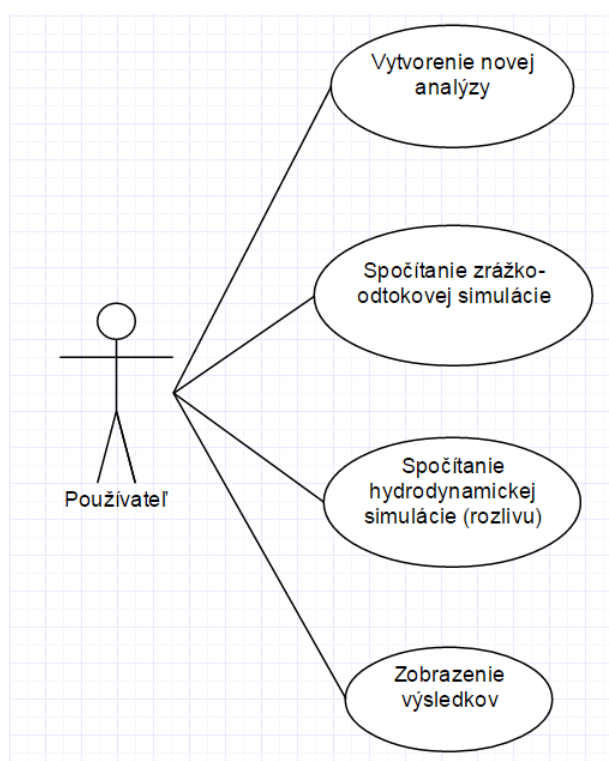 Vytvorenie novej
analýzy
Spočítanie zrážko-
odtokovej simulácie
Používateľ
Spočítanie
hydrodynamickej
simulácie (rozlivu)
Zobrazenie
výsledkov